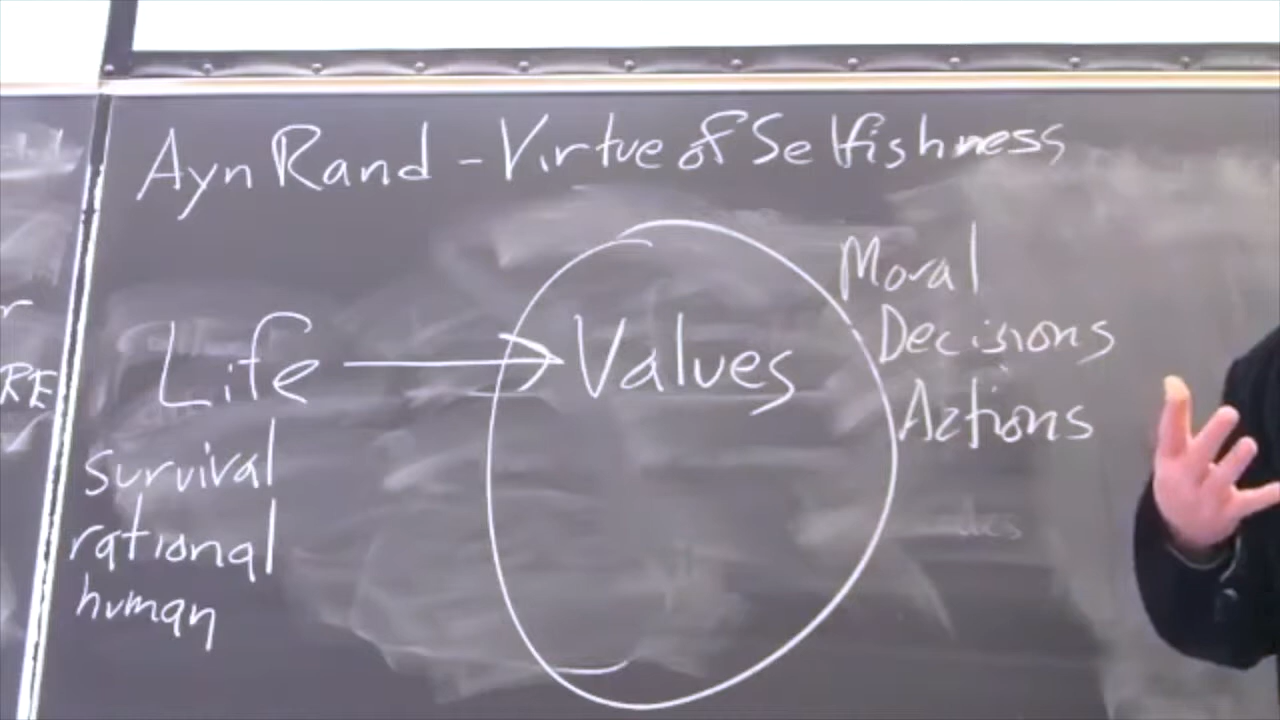 Ayn Rand - Virtue of Selfishness
Life → Values
survival
rational
human
Moral
Decisions
Actions
RE